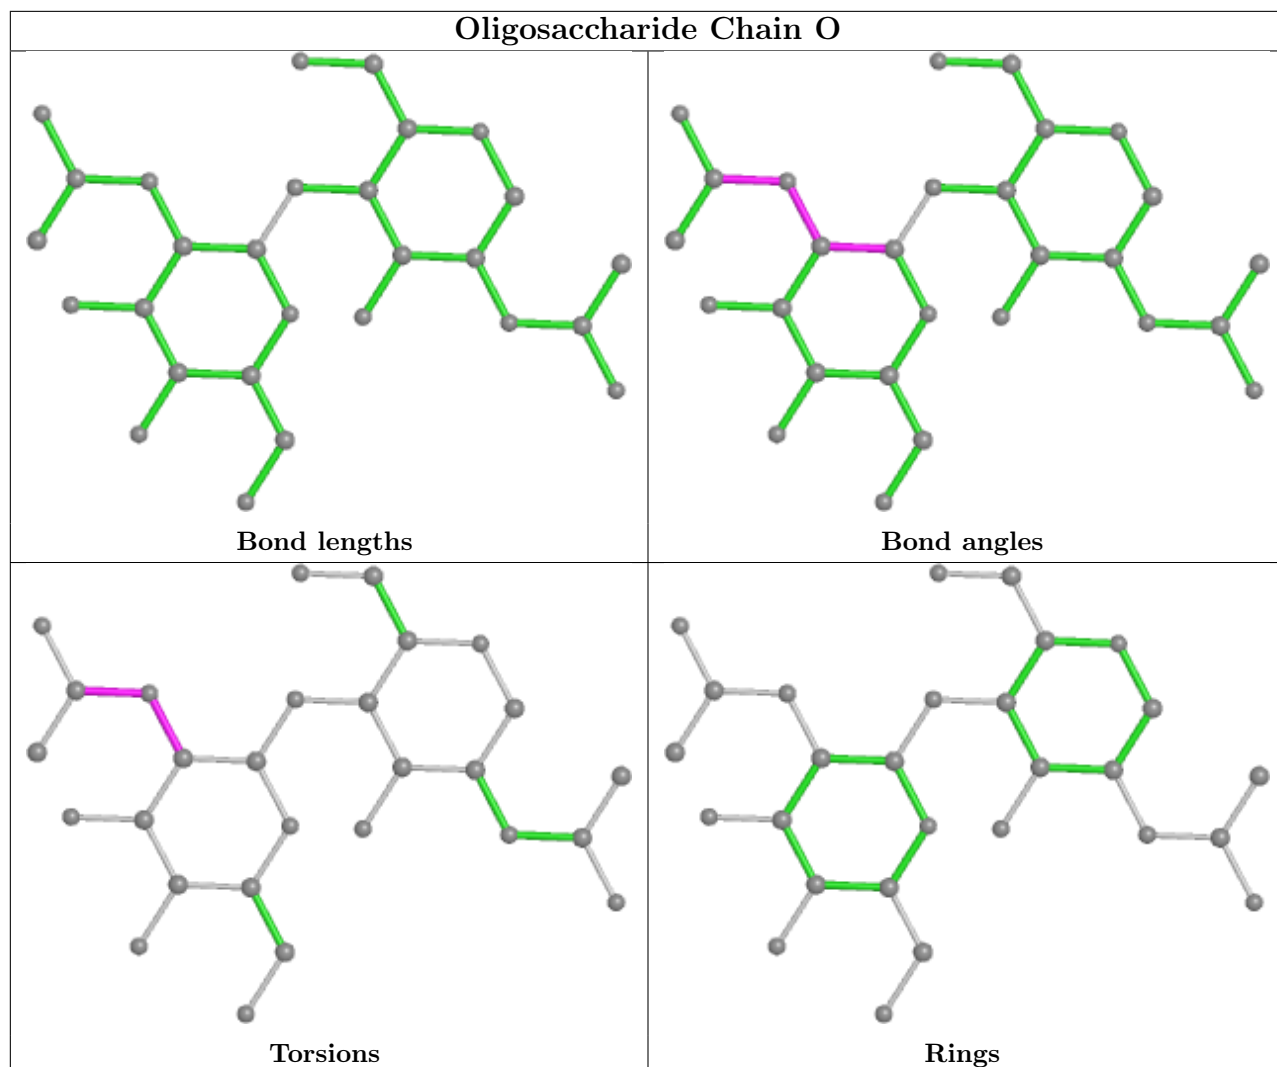 Oligosaccharide Chain O
Bond lengths
Bond angles
Torsions
Rings